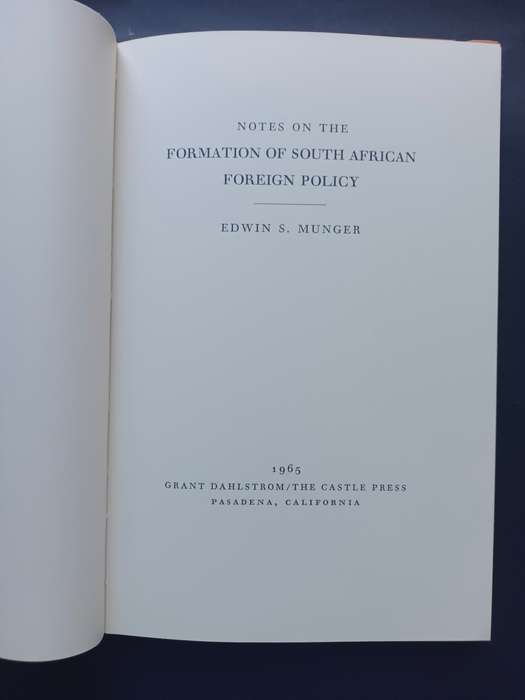 NOTES ON THE
FORMATION OF SOUTH AFRICAN
FOREIGN POLICY
EDWIN S. MUNGER
1965
GRANT DAHLSTROM/THE CASTLE PRESS
PASADENA, CALIFORNIA